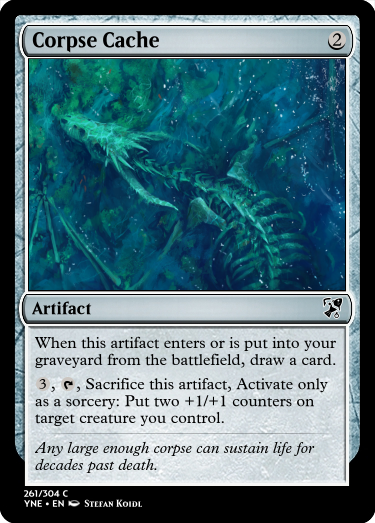 Corpse Cache 2
Artifact
When this artifact enters or is put into your
graveyard from the battlefield, draw a card.
3, , Sacrifice this artifact, Activate only
as a sorcery: Put two +1/+1 counters on
target creature you control.
Any large enough corpse can sustain life for
decades past death.
261/304 C
YNE • EN Stefan Koidl